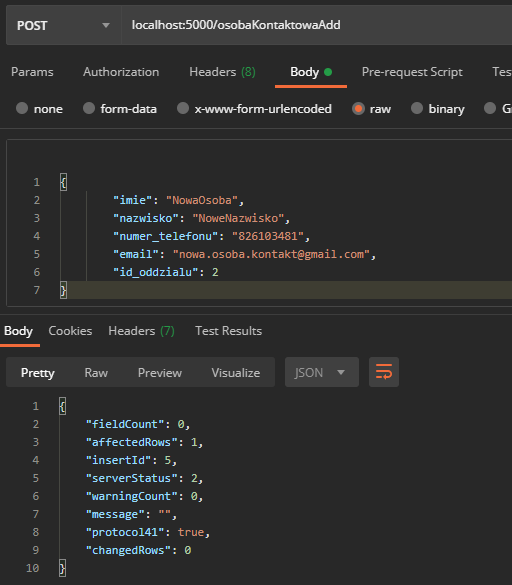 POST localhost:5000/osobaKontaktowaAdd
Params Authorization Headers (8) Body Pre-request Script Tes
none form-data x-www-form-urlencoded raw binary G
1 {
2 "imie": "NowaOsoba",
3 "nazwisko": "NoweNazwisko",
4 "numer_telefonu": "826103481",
5 "email": "nowa.osoba.kontakt@gmail.com",
6 "id_oddzialu": 2
7 }
Body Cookies Headers (7) Test Results
Pretty Raw Preview Visualize JSON
1 {
2 "fieldCount": 0,
3 "affectedRows": 1,
4 "insertId": 5,
5 "serverStatus": 2,
6 "warningCount": 0,
7 "message": "",
8 "protocol41": true,
9 "changedRows": 0
10 }